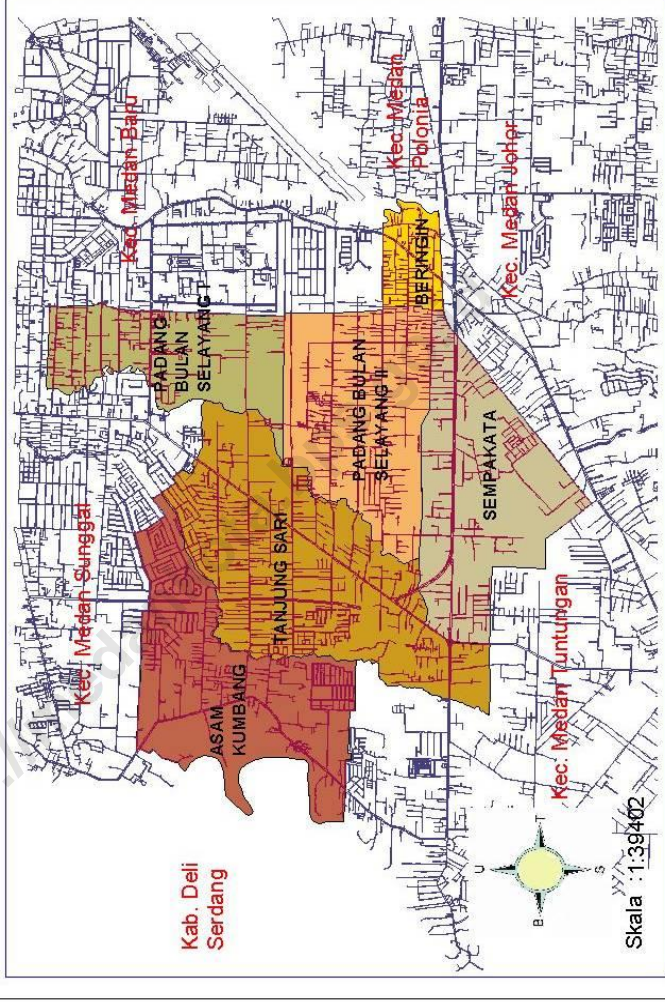 Kab. Deli
Serdang
Kec. Medan Sunggal
Kec. Medan Baru
Kec. Medan
Polonia
Kec. Medan Johor
Kec. Medan Tuntungan
ASAM
KUMBANG
TANJUNG SARI
PADANG
BULAN
SELAYANG I
PADANG BULAN
SELAYANG II
BERINGIN
SEMPAKATA
U
B
T
S
Skala :1:39402